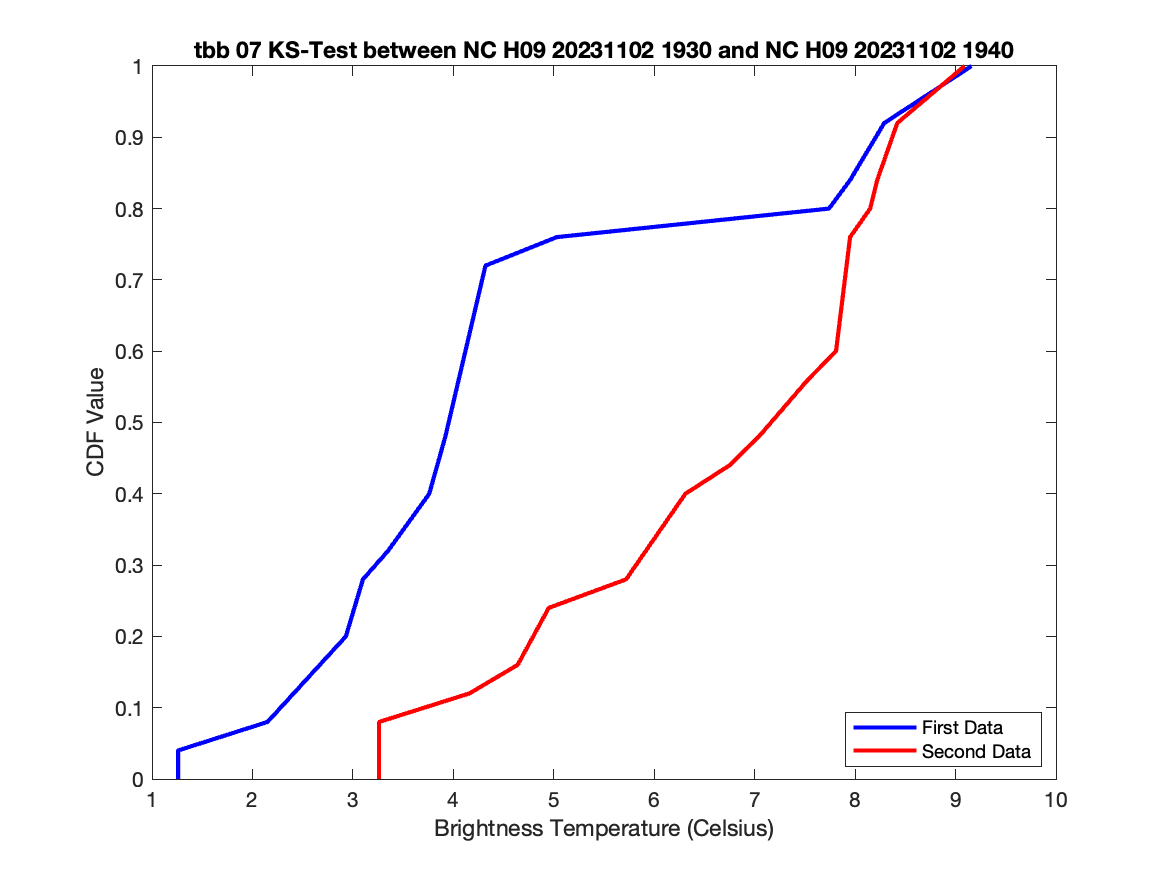 tbb 07 KS-Test between NC H09 20231102 1930 and NC H09 20231102 1940
1
0.9
0.8
0.7
0.6
0.5
0.4
0.3
0.2
0.1
0
CDF Value
First Data
Second Data
1 2 3 4 5 6 7 8 9 10
Brightness Temperature (Celsius)